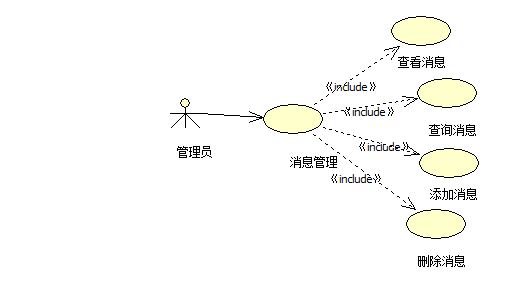 查看消息
《include》
《include》
查询消息
管理员
消息管理
《include》
《include》
添加消息
删除消息